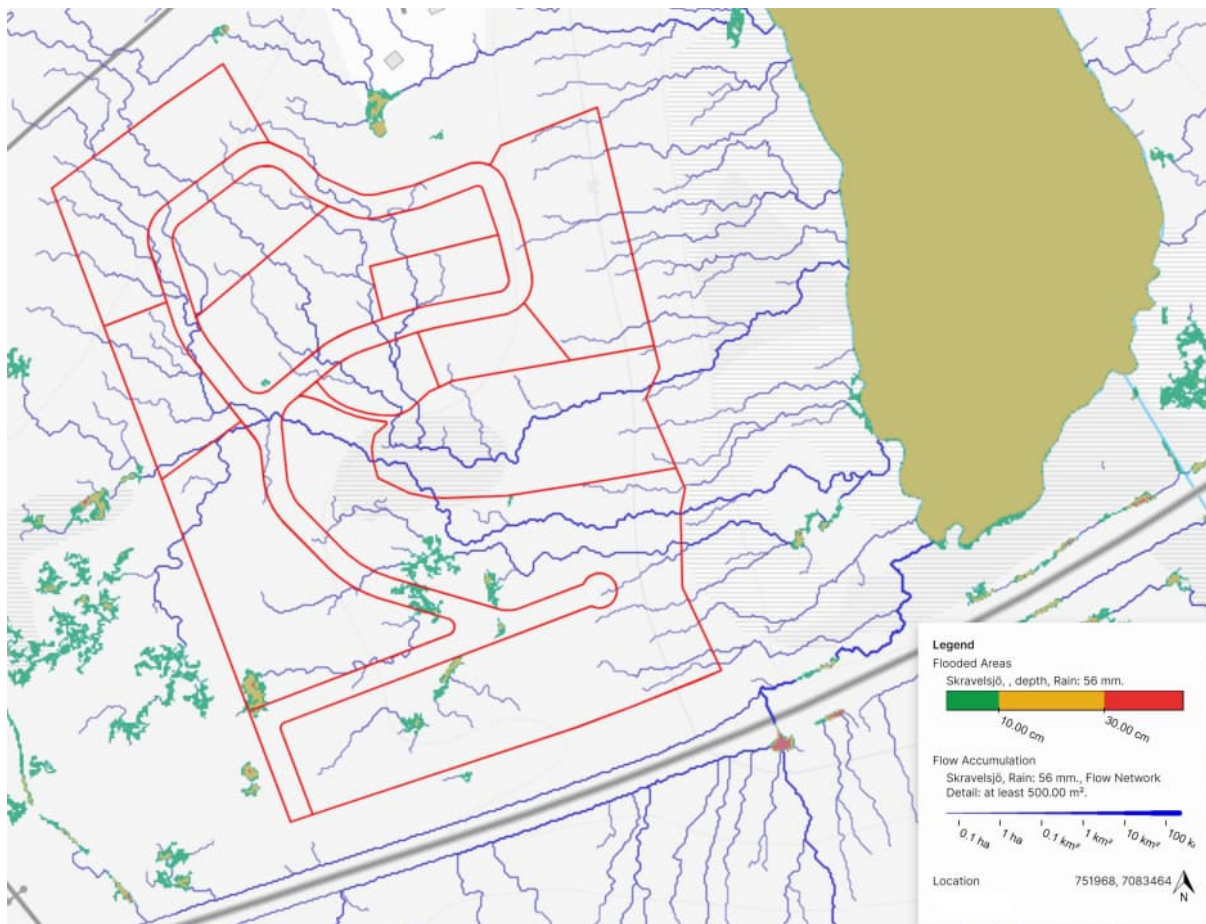 Legend
Flooded Areas
Skravelsjö, , depth, Rain: 56 mm.
10.00 cm
30.00 cm
Flow Accumulation
Skravelsjö, Rain: 56 mm., Flow Network
Detail: at least 500.00 m².
0.1 ha
1 ha
0.1 km²
1 km²
10 km²
100 k
Location 751968, 7083464
N